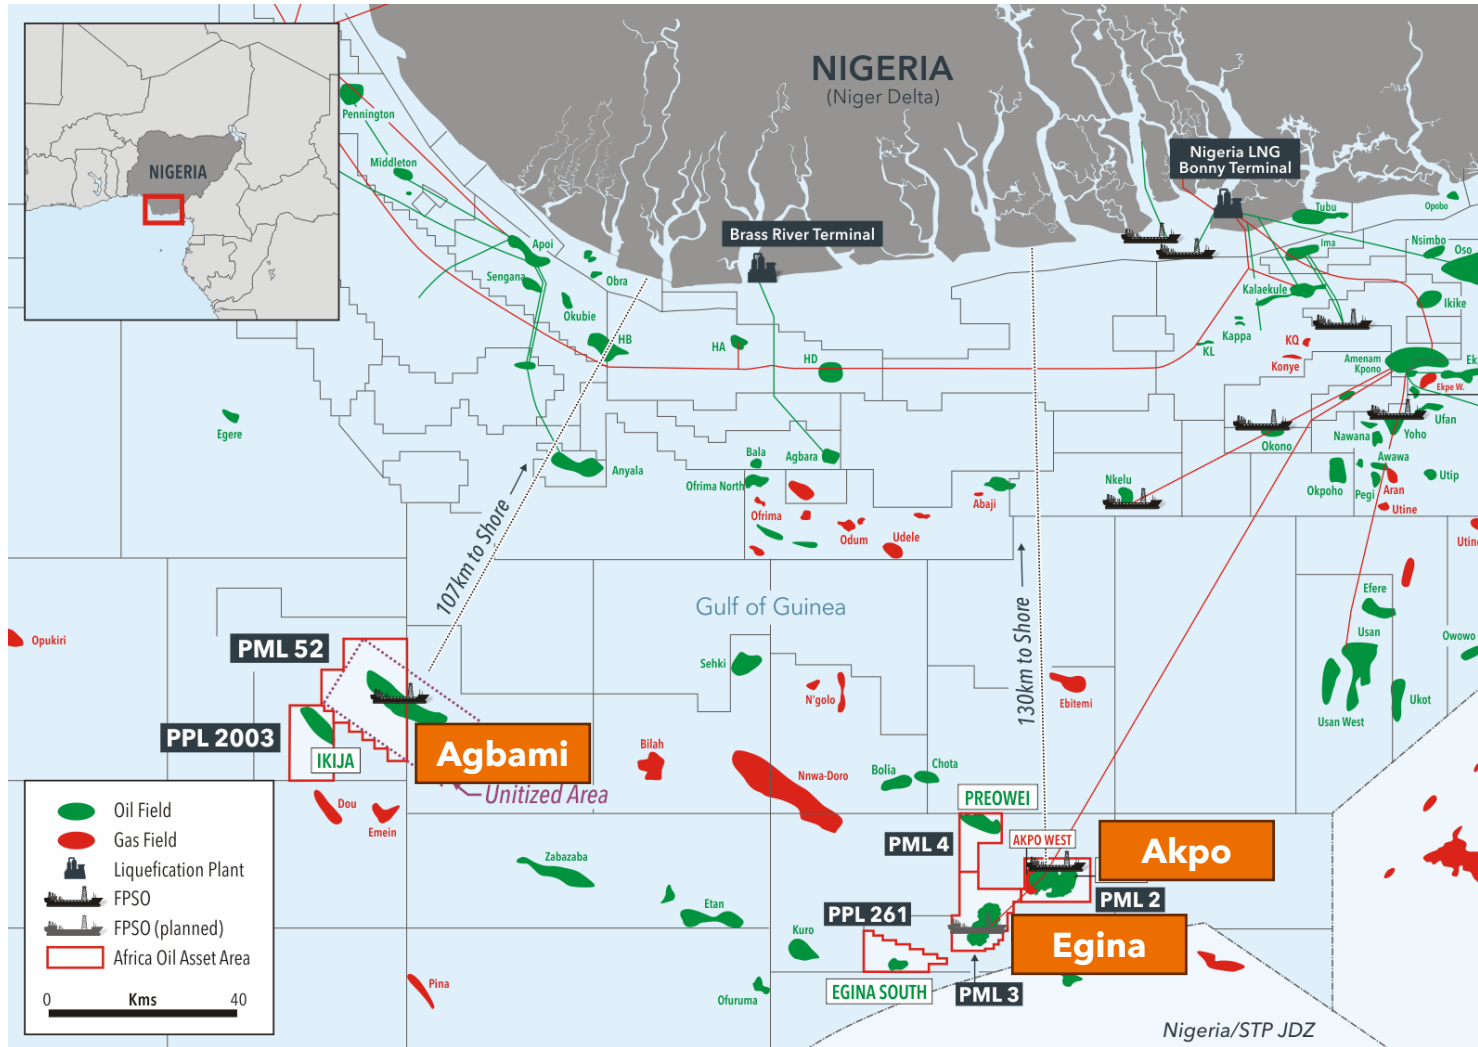 NIGERIA
(Niger Delta)
Pennington
Middleton
NIGERIA
Nigeria LNG
Bonny Terminal
Opobo
Tubu
Brass River Terminal
Apoi
Ima
Nsimbo
Oso
Sengana
Obra
Kalaekule
Ikike
Okubie
Kappa
HB
HA
HD
KL
KQ
Konye
Amenam
Kpono
Ek
Ekpe W.
Egere
Ufan
Nawana
Yoho
Okono
Bala
Agbara
Anyala
Awawa
Ofrima North
Nkelu
Okpoho
Pegi
Aran
Utip
Abaji
Utine
Ofrima
Odum
Udele
Utine
107km to Shore
130km to Shore
Gulf of Guinea
Efere
Opukiri
PML 52
Usan
Owowo
Sehki
N'golo
Ebitemi
Usan West
Ukot
PPL 2003
IKIJA
Agbami
Bilah
Nnwa-Doro
Bolia
Chota
Unitized Area
PREOWEI
Dou
Emein
Oil Field
Gas Field
Liquefication Plant
FPSO
FPSO (planned)
Africa Oil Asset Area
0
Kms
40
PML 4
AKPO WEST
Akpo
Zabazaba
PML 2
Etan
PPL 261
Kuro
Egina
Pina
Ofuruma
EGINA SOUTH
PML 3
Nigeria/STP JDZ